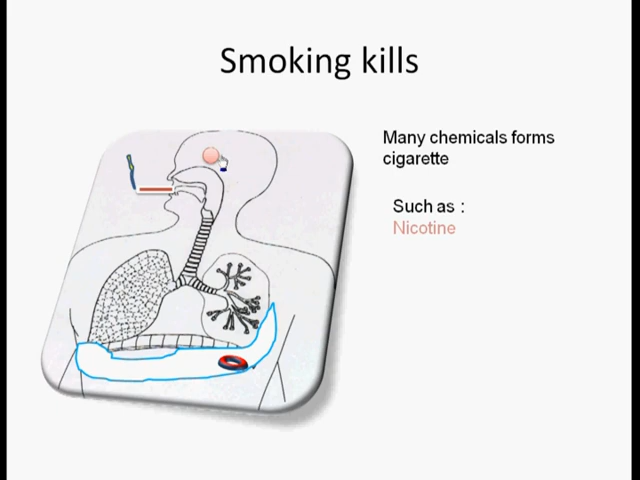 Smoking kills
Many chemicals forms
cigarette
Such as :
Nicotine